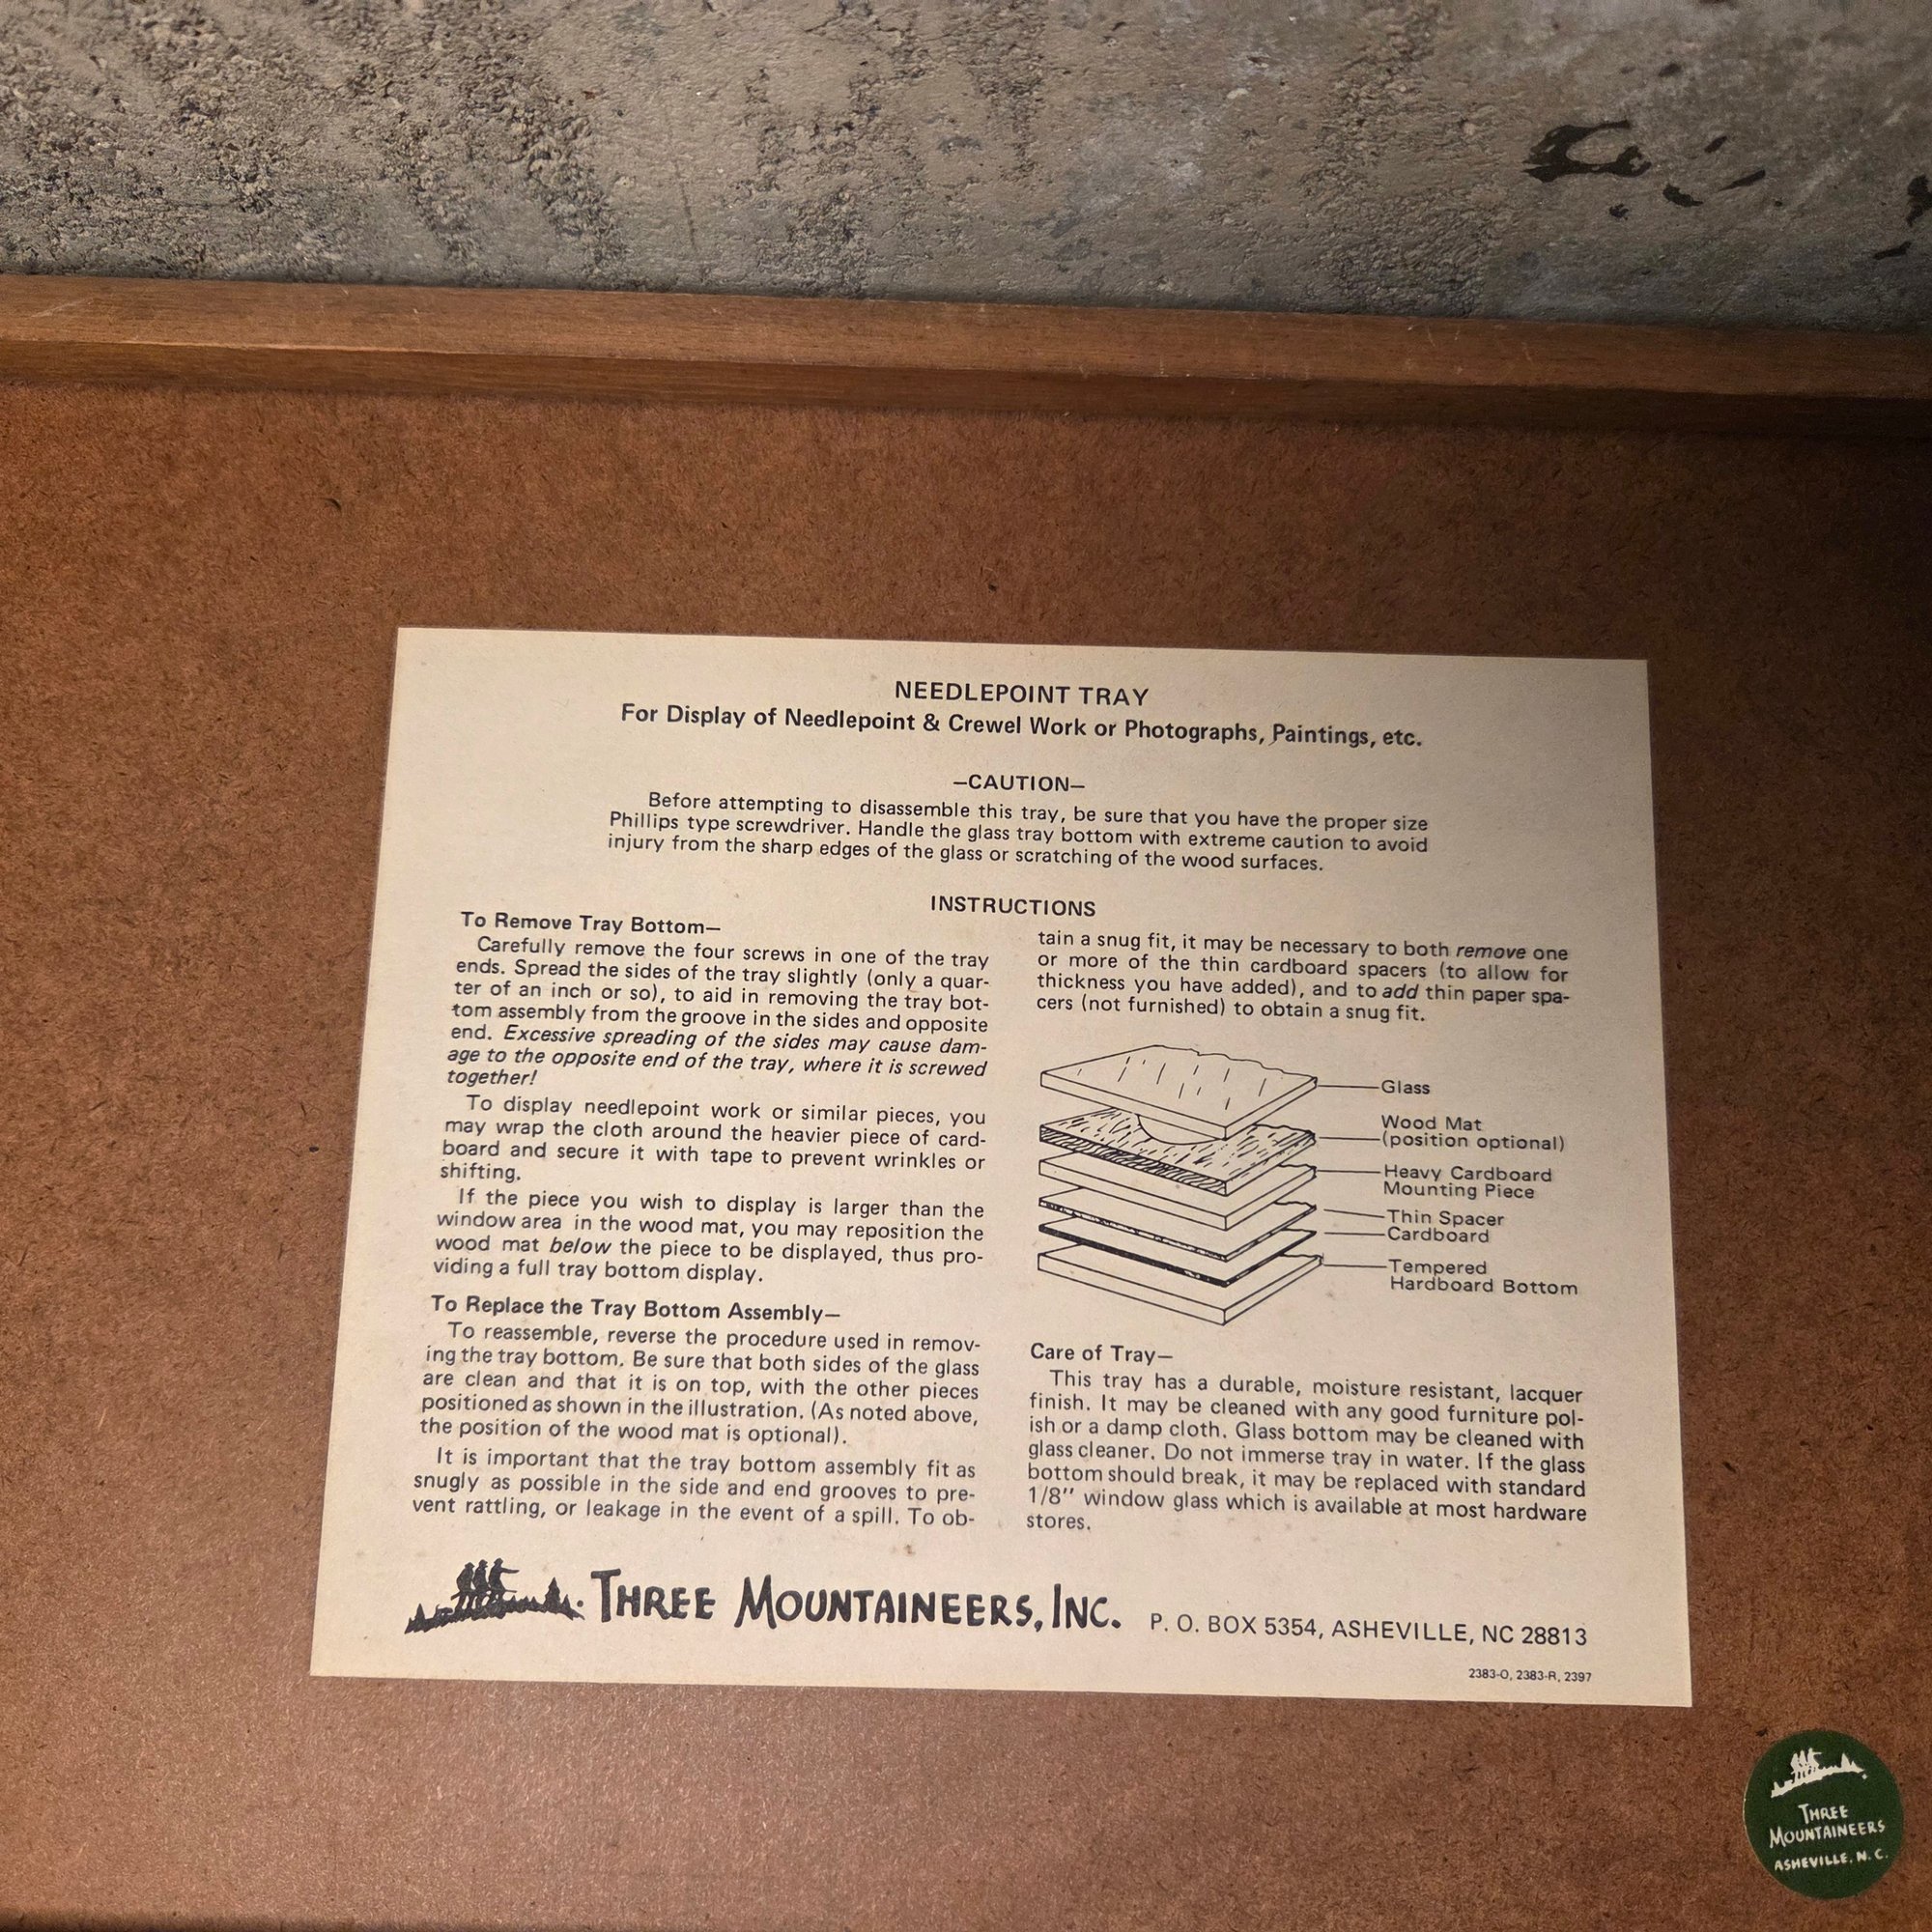 NEEDLEPOINT TRAY
For Display of Needlepoint & Crewel Work or Photographs, Paintings, etc.
—CAUTION—
Before attempting to disassemble this tray, be sure that you have the proper size
Phillips type screwdriver. Handle the glass tray bottom with extreme caution to avoid
injury from the sharp edges of the glass or scratching of the wood surfaces.
INSTRUCTIONS
To Remove Tray Bottom—
Carefully remove the four screws in one of the tray
ends. Spread the sides of the tray slightly (only a quar-
ter of an inch or so), to aid in removing the tray bot-
tom assembly from the groove in the sides and opposite
end. Excessive spreading of the sides may cause dam-
age to the opposite end of the tray, where it is screwed
together!
To display needlepoint work or similar pieces, you
may wrap the cloth around the heavier piece of card-
board and secure it with tape to prevent wrinkles or
shifting.
If the piece you wish to display is larger than the
window area in the wood mat, you may reposition the
wood mat below the piece to be displayed, thus pro-
viding a full tray bottom display.
To Replace the Tray Bottom Assembly—
To reassemble, reverse the procedure used in remov-
ing the tray bottom. Be sure that both sides of the glass
are clean and that it is on top, with the other pieces
positioned as shown in the illustration. (As noted above,
the position of the wood mat is optional).
It is important that the tray bottom assembly fit as
snugly as possible in the side and end grooves to pre-
vent rattling, or leakage in the event of a spill. To ob-
tain a snug fit, it may be necessary to both remove one
or more of the thin cardboard spacers (to allow for
thickness you have added), and to add thin paper spa-
cers (not furnished) to obtain a snug fit.
Glass
Wood Mat
(position optional)
Heavy Cardboard
Mounting Piece
Thin Spacer
Cardboard
Tempered
Hardboard Bottom
Care of Tray—
This tray has a durable, moisture resistant, lacquer
finish. It may be cleaned with any good furniture pol-
ish or a damp cloth. Glass bottom may be cleaned with
glass cleaner. Do not immerse tray in water. If the glass
bottom should break, it may be replaced with standard
1/8'' window glass which is available at most hardware
stores.
THREE MOUNTAINEERS, INC. P. O. BOX 5354, ASHEVILLE, NC 28813
2383-O, 2383-R, 2397
THREE
MOUNTAINEERS
ASHEVILLE, N. C.